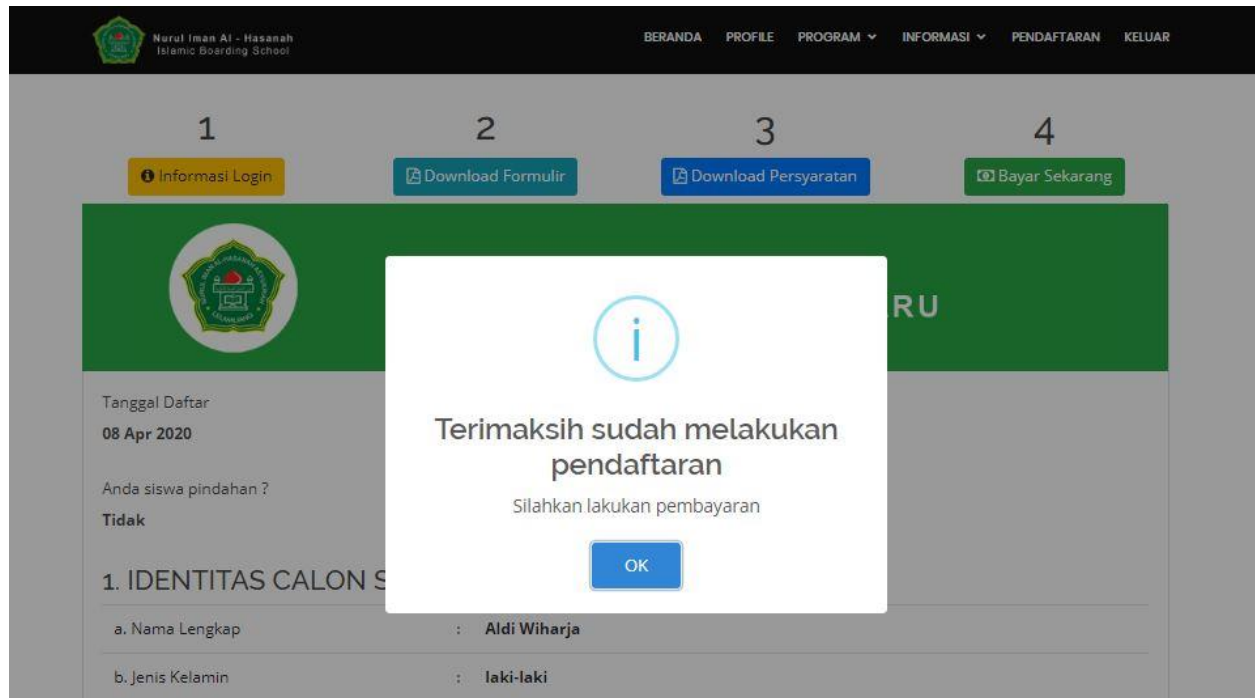 Nurul Iman Al - Hasanah
Islamic Boarding School
BERANDA PROFILE PROGRAM INFORMASI PENDAFTARAN KELUAR
1 2 3 4
Informasi Login Download Formulir Download Persyaratan Bayar Sekarang
RU
Tanggal Daftar
08 Apr 2020
Anda siswa pindahan ?
Tidak
Terimaksih sudah melakukan
pendaftaran
Silahkan lakukan pembayaran
OK
1. IDENTITAS CALON S
a. Nama Lengkap : Aldi Wiharja
b. Jenis Kelamin : laki-laki